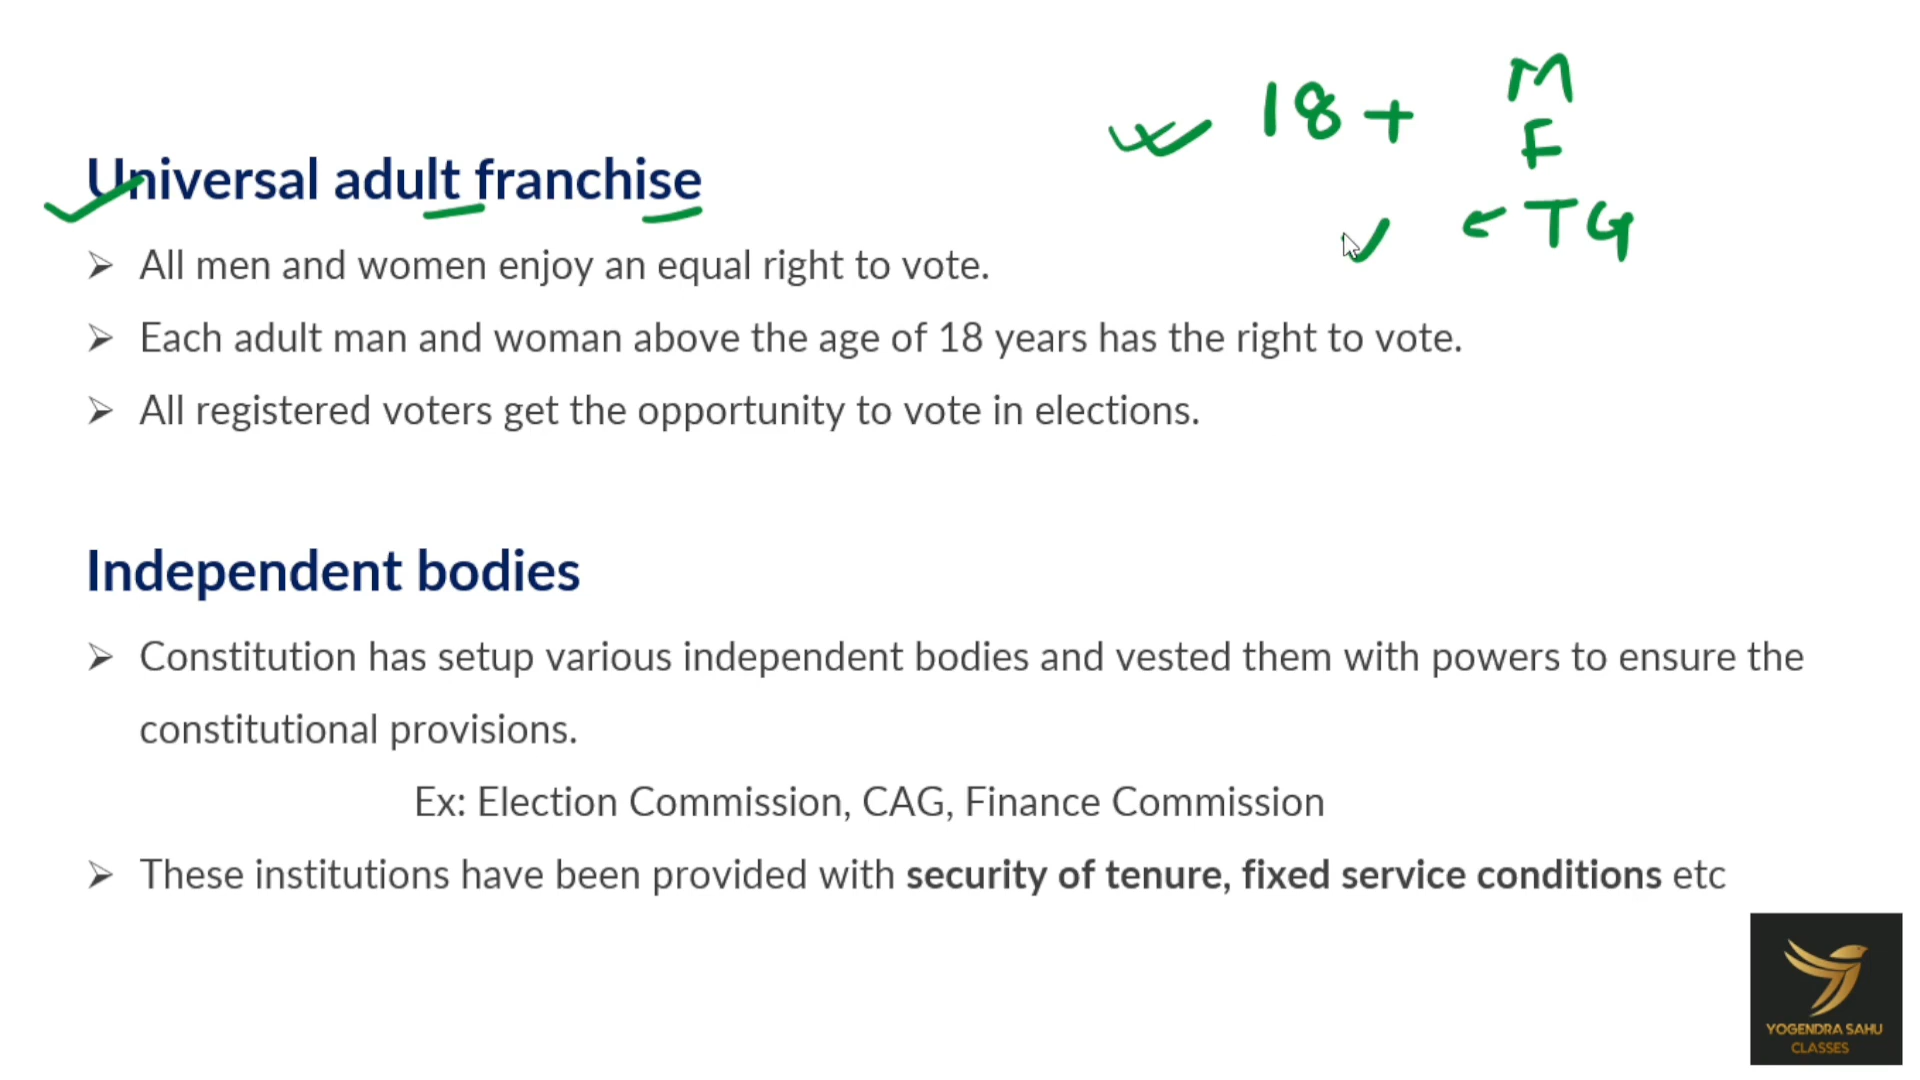 18+ M
F
TG
Universal adult franchise
➢ All men and women enjoy an equal right to vote.
➢ Each adult man and woman above the age of 18 years has the right to vote.
➢ All registered voters get the opportunity to vote in elections.
Independent bodies
➢ Constitution has setup various independent bodies and vested them with powers to ensure the
constitutional provisions.
Ex: Election Commission, CAG, Finance Commission
➢ These institutions have been provided with security of tenure, fixed service conditions etc
YOGENDRA SAHU
CLASSES